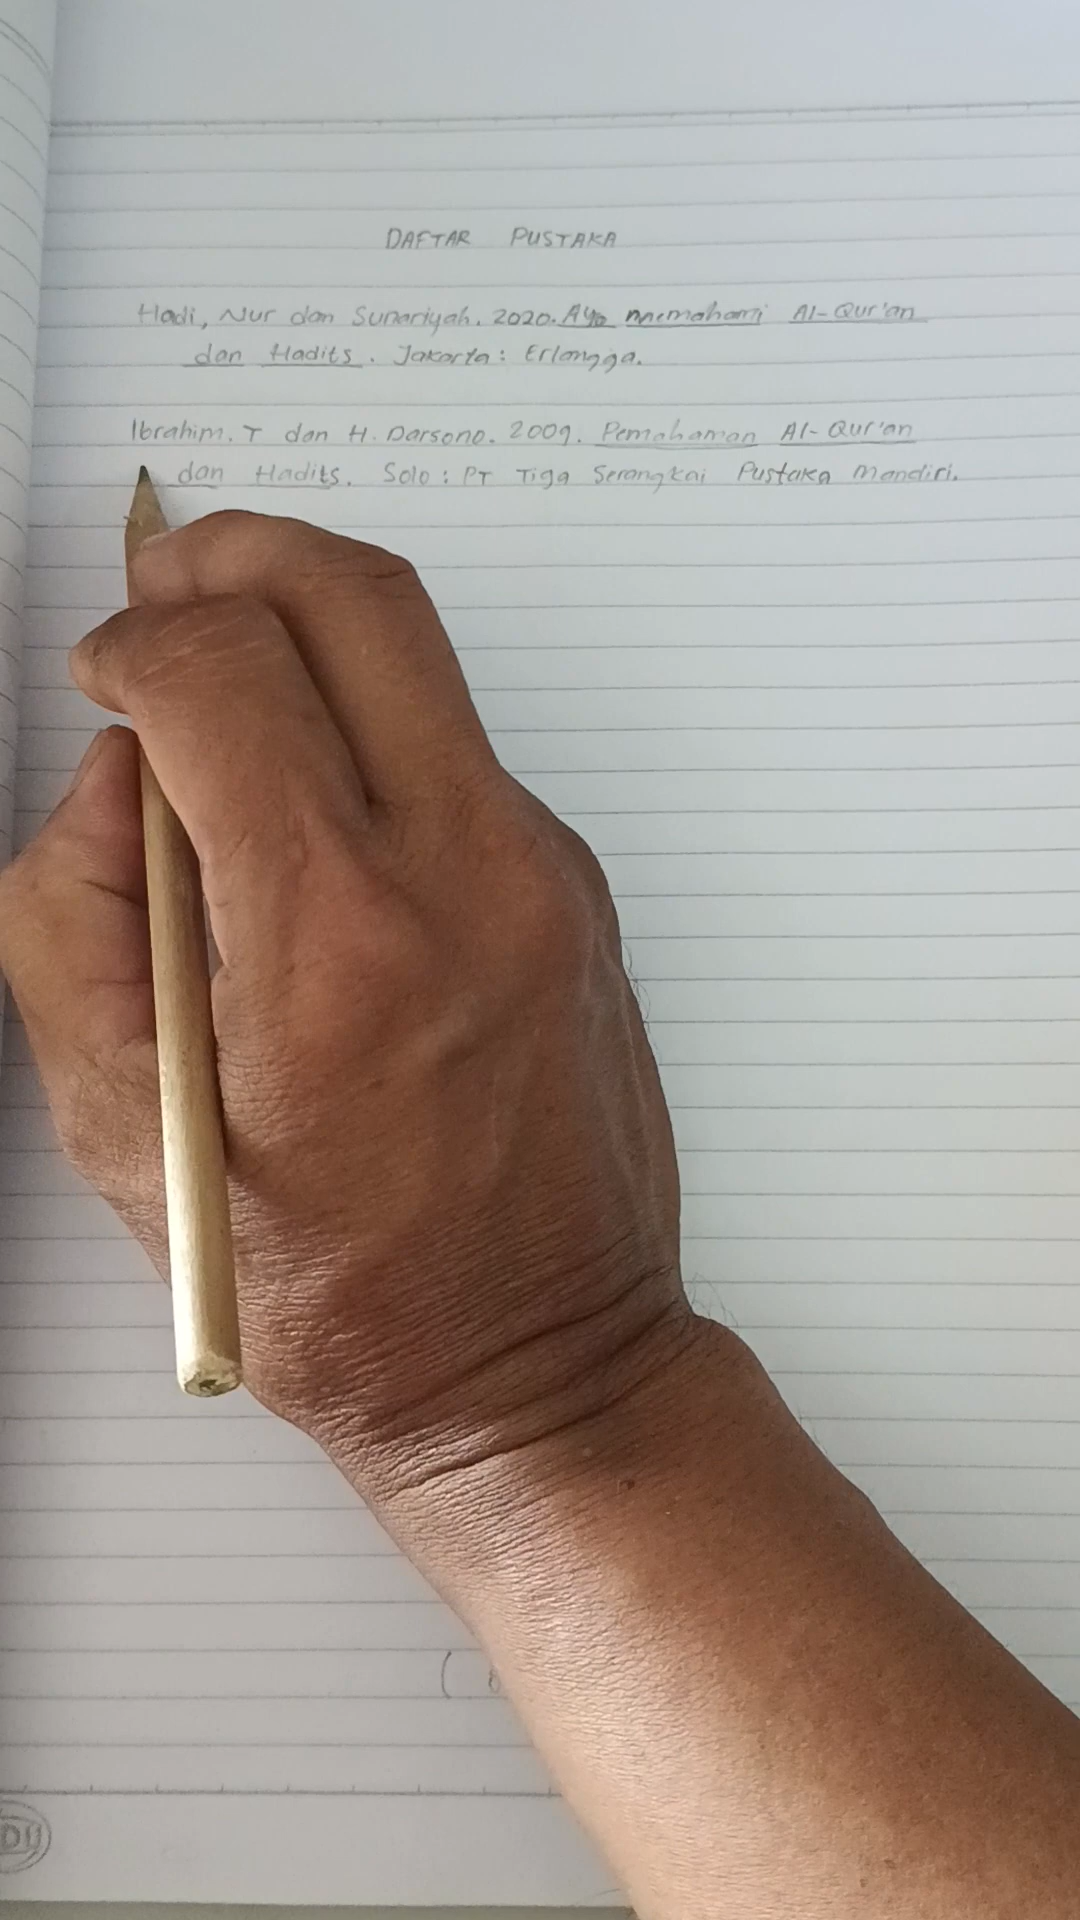 DAFTAR PUSTAKA
Hadi, Nur dan Sunariyah. 2020. Ayo memahami Al-Qur'an
dan Hadits. Jakarta: Erlangga.
Ibrahim. T dan H. Darsono. 2009. Pemahaman Al-Qur'an
dan Hadits. Solo: PT Tiga Serangkai Pustaka Mandiri.
(